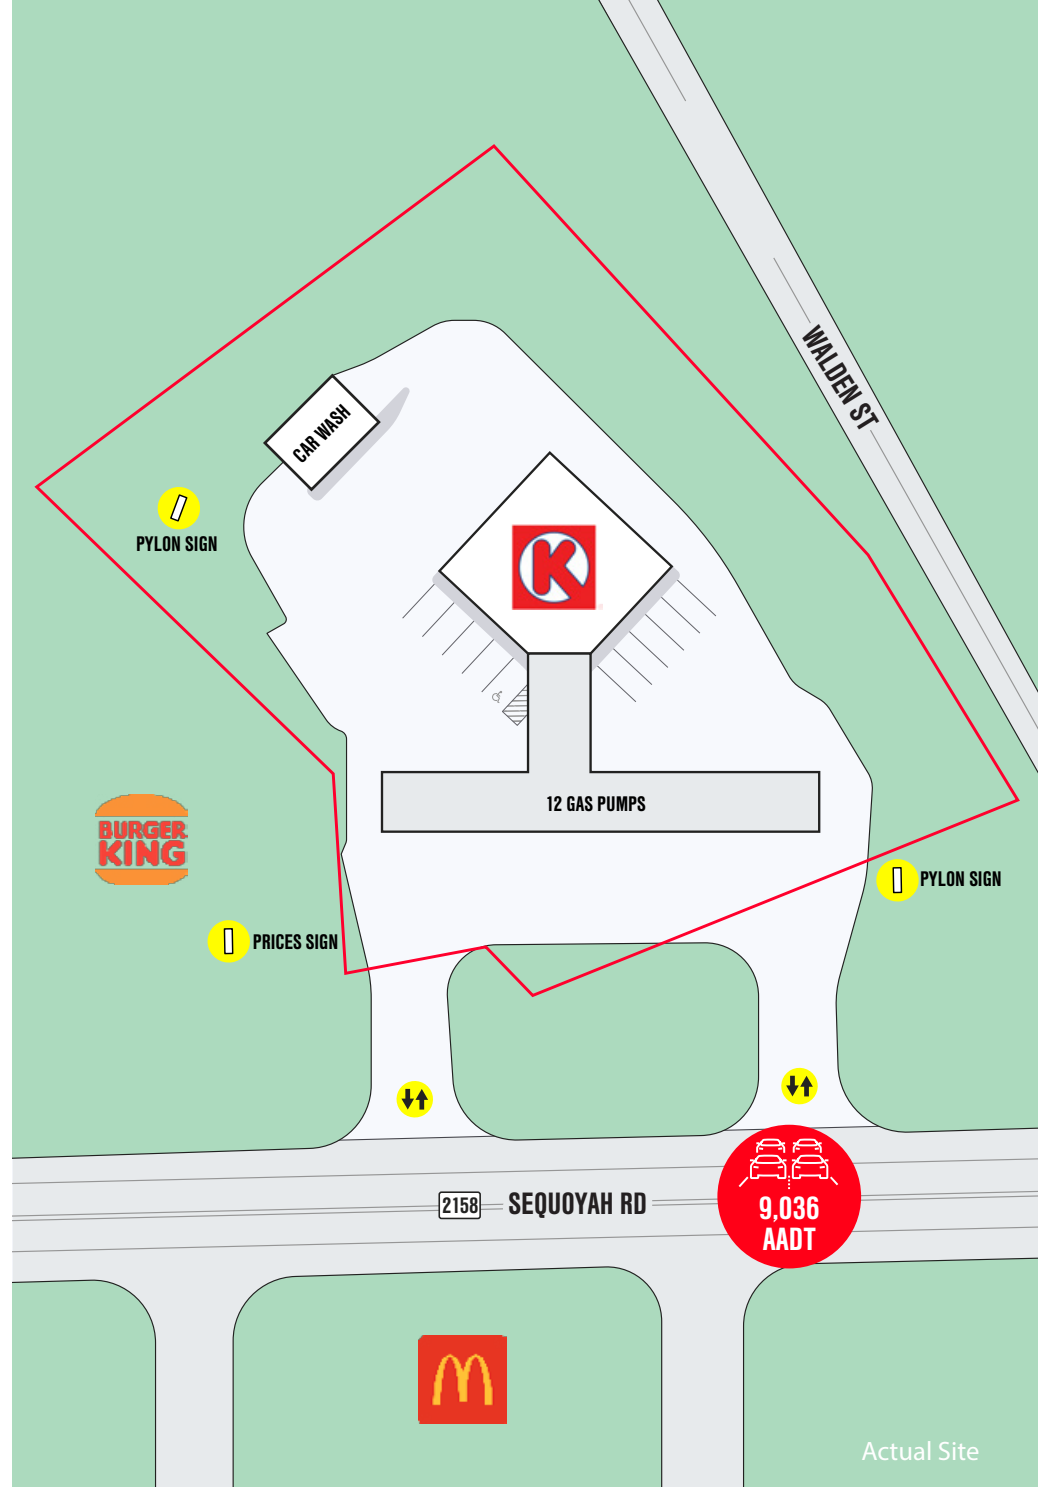 WALDEN ST
CAR WASH
PYLON SIGN
K
12 GAS PUMPS
BURGER
KING
PYLON SIGN
PRICES SIGN
2158
SEQUOYAH RD
9,036
AADT
Actual Site